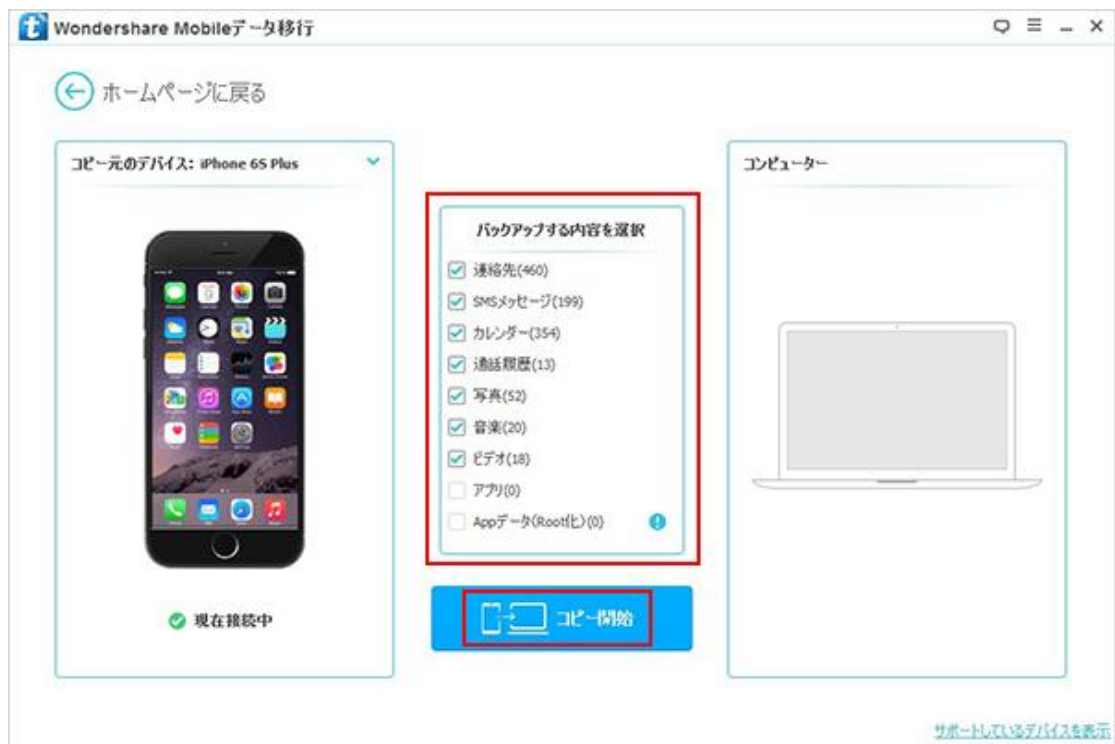 Wondershare Mobileデータ移行
ホームページに戻る
コピー元のデバイス: iPhone 6S Plus
コンピューター
バックアップする内容を選択
連絡先(460)
SMSメッセージ(199)
カレンダー(354)
通話履歴(13)
写真(52)
音楽(20)
ビデオ(18)
アプリ(0)
Appデータ(Root化)(0)
現在接続中
コピー開始
サポートしているデバイスを表示